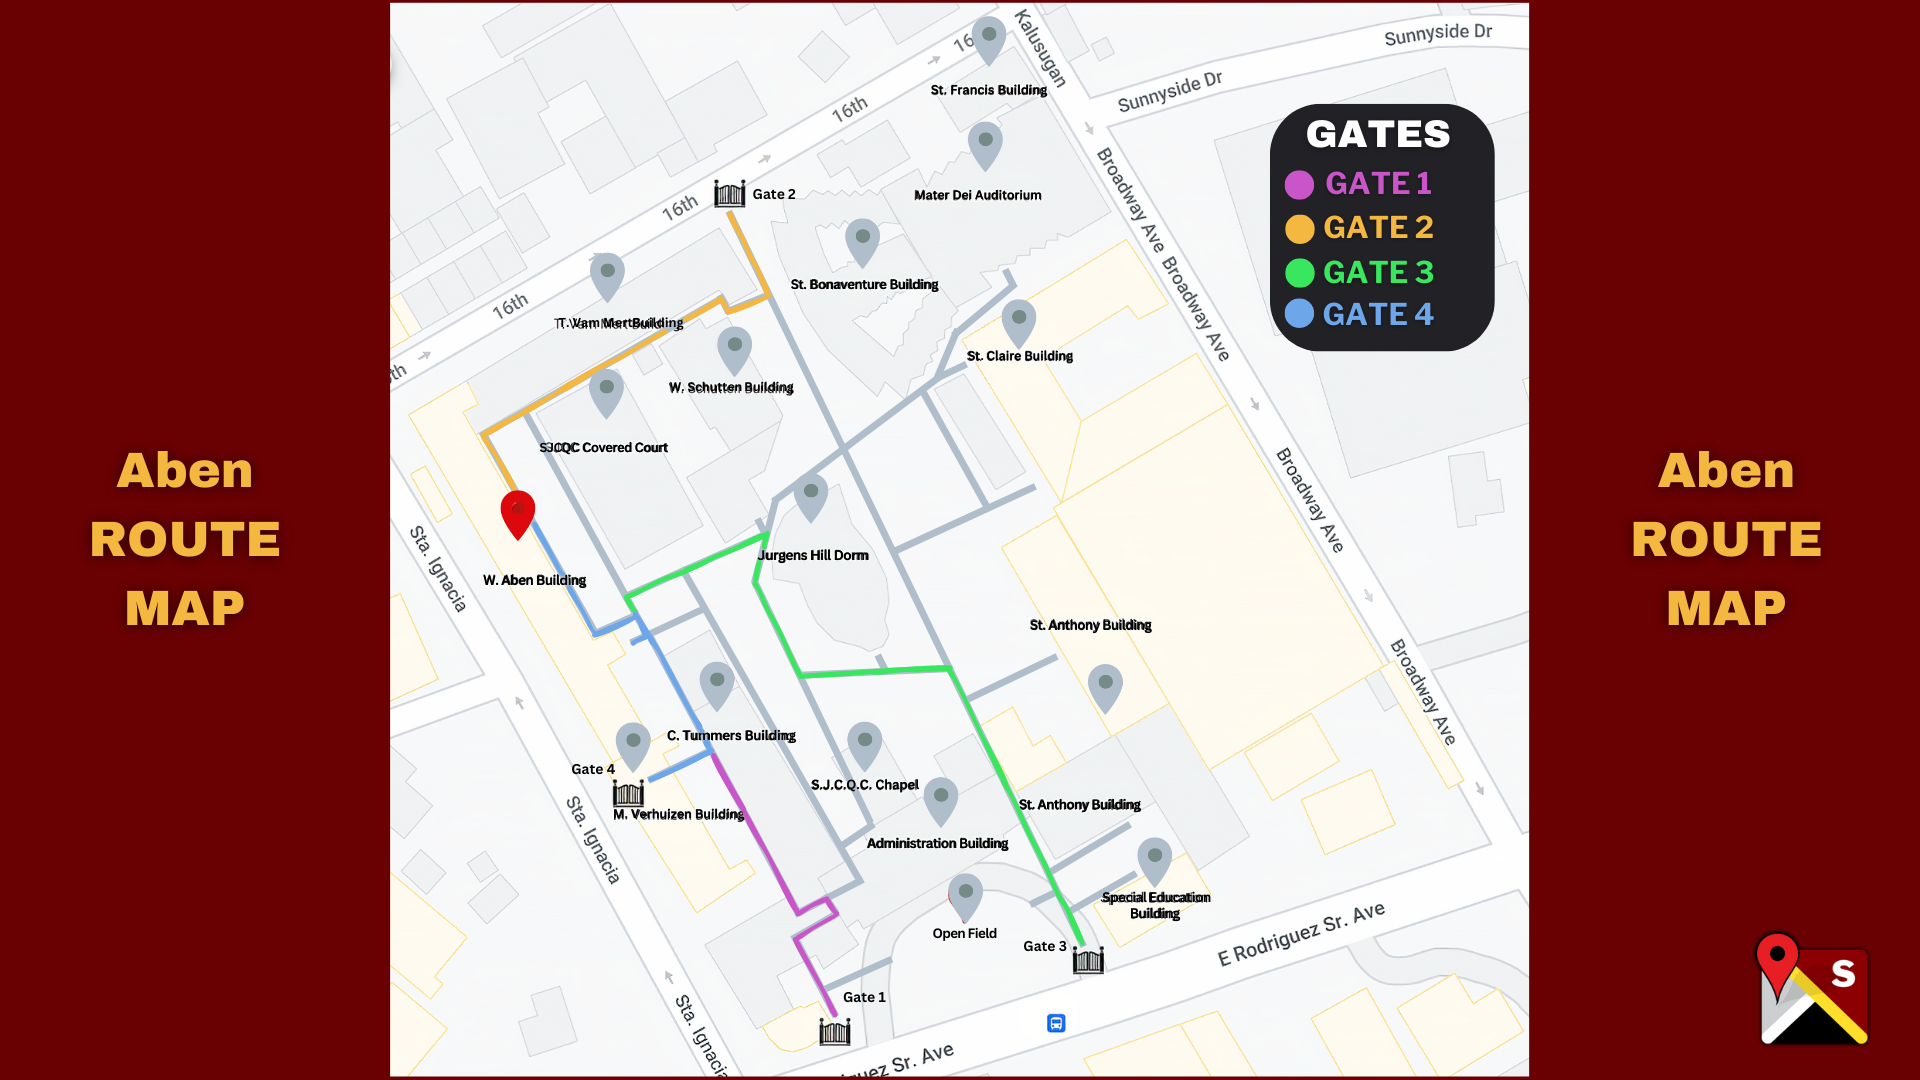 Aben
ROUTE
MAP
Kalusugan
16
Sunnyside Dr
Sunnyside Dr
St. Francis Building
16th
GATES
GATE 1
GATE 2
GATE 3
GATE 4
Broadway Ave
Mater Dei Auditorium
Gate 2
16th
St. Bonaventure Building
Broadway Ave
16th
T. Vam Mert Building
St. Claire Building
th
W. Schutten Building
SJCQC Covered Court
Broadway Ave
Sta. Ignacia
Jurgens Hill Dorm
W. Aben Building
St. Anthony Building
Broadway Ave
C. Tummers Building
Gate 4
S.J.C.Q.C. Chapel
St. Anthony Building
M. Verhuizen Building
Sta. Ignacia
Administration Building
Special Education
Building
Open Field
Gate 3
E Rodriguez Sr. Ave
Gate 1
Sta. Ignacia
iguez Sr. Ave
Aben
ROUTE
MAP
S